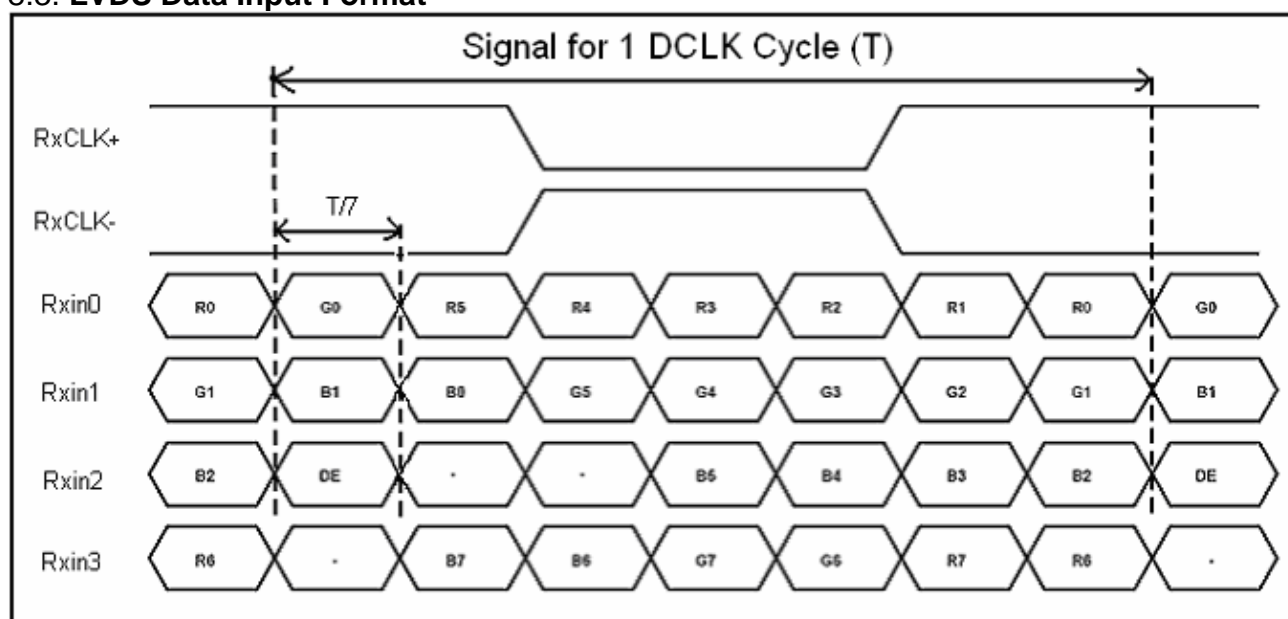 LVDS Data Input Format
Signal for 1 DCLK Cycle (T)
RxCLK+
RxCLK-
T/7
Rxin0 R0 G0 R5 R4 R3 R2 R1 R0 G0
Rxin1 G1 B1 B0 G5 G4 G3 G2 G1 B1
Rxin2 B2 DE - - B5 B4 B3 B2 DE
Rxin3 R6 - B7 B6 G7 G6 R7 R6 -